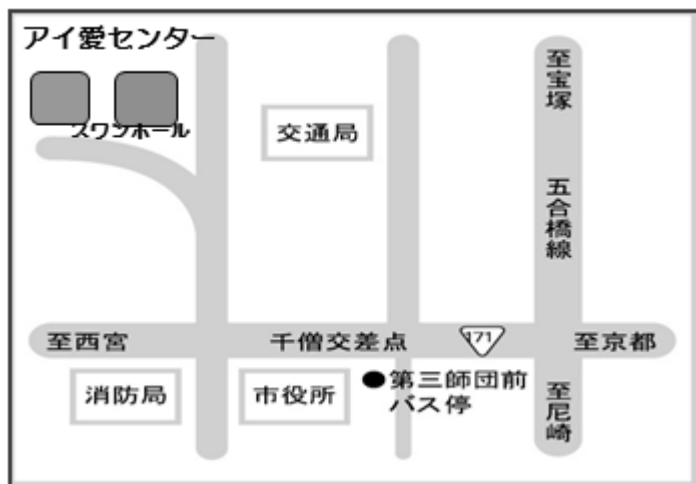 アイ愛センター
スワンホール
交通局
至宝塚
五合橋線
至西宮
千僧交差点
171
至京都
消防局
市役所
●第三師団前
バス停
至尼崎